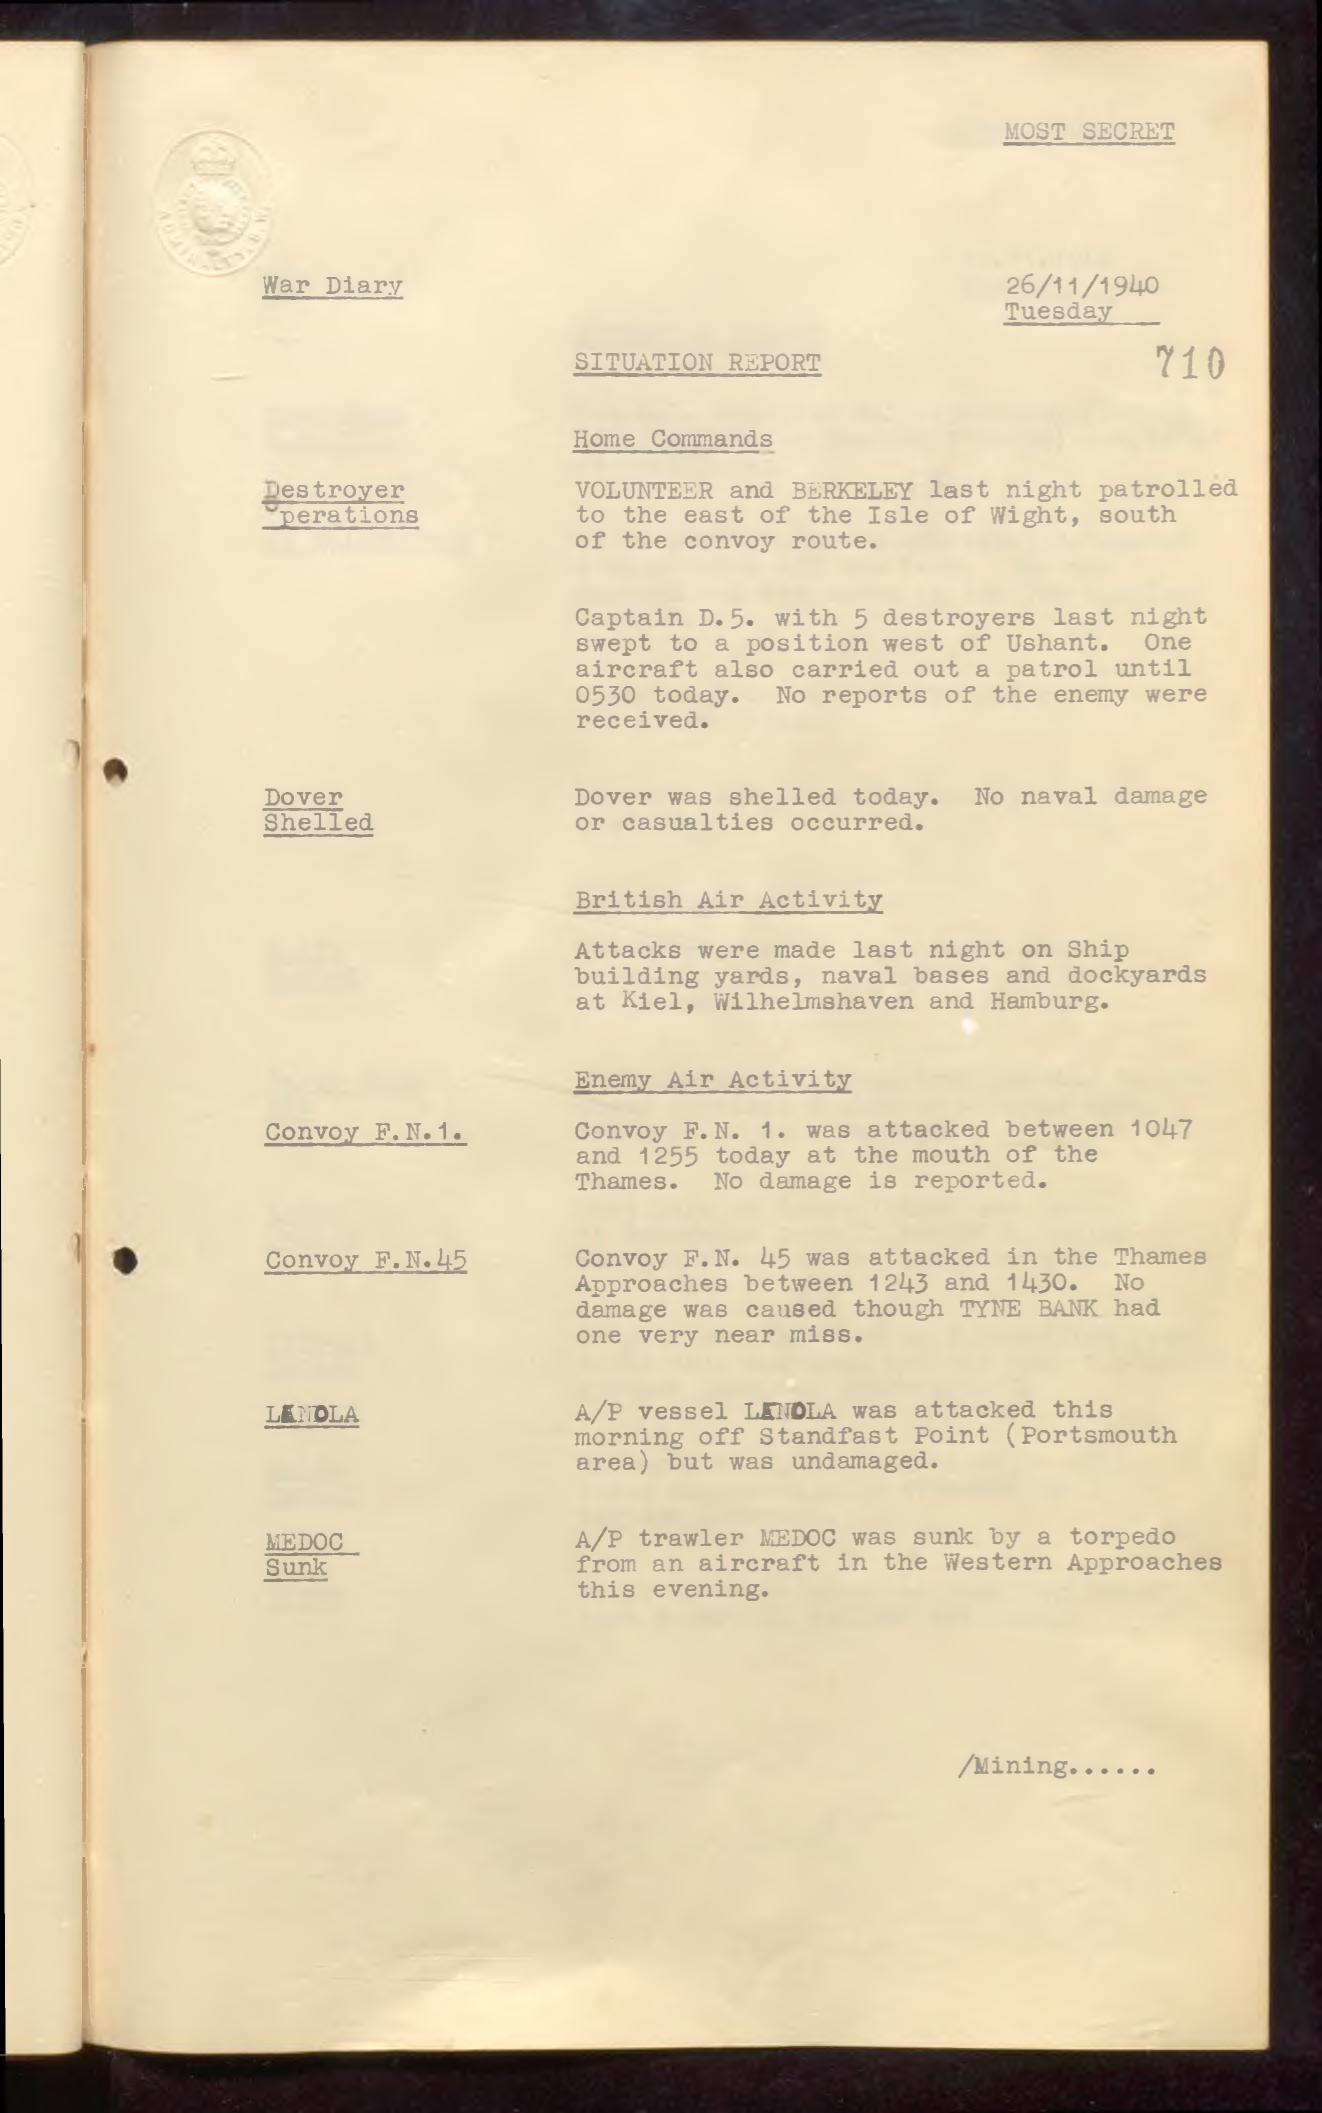 MOST SECRET
War Diary
26/11/1940
Tuesday
710
SITUATION REPORT
Home Commands
Destroyer
Operations
VOLUNTEER and BERKELEY last night patrolled
to the east of the Isle of Wight, south
of the convoy route.
Captain D.5. with 5 destroyers last night
swept to a position west of Ushant. One
aircraft also carried out a patrol until
0530 today. No reports of the enemy were
received.
Dover
Shelled
Dover was shelled today. No naval damage
or casualties occurred.
British Air Activity
Attacks were made last night on Ship
building yards, naval bases and dockyards
at Kiel, Wilhelmshaven and Hamburg.
Enemy Air Activity
Convoy F.N.1.
Convoy F.N. 1. was attacked between 1047
and 1255 today at the mouth of the
Thames. No damage is reported.
Convoy F.N.45
Convoy F.N. 45 was attacked in the Thames
Approaches between 1243 and 1430. No
damage was caused though TYNE BANK had
one very near miss.
A/P vessel was attacked this
morning off Standfast Point (Portsmouth
area) but was undamaged.
MEDOC
Sunk
A/P trawler MEDOC was sunk by a torpedo
from an aircraft in the Western Approaches
this evening.
/Mining......